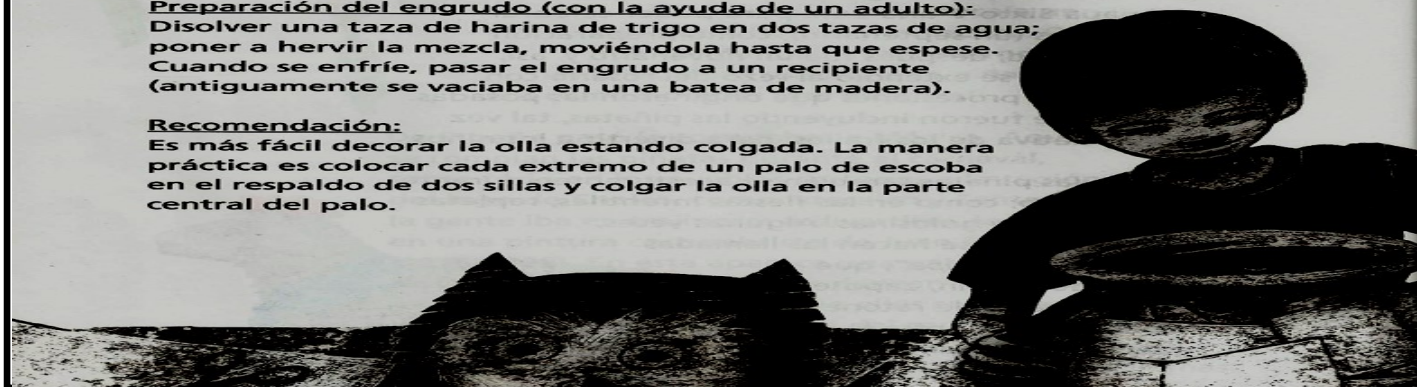 Preparación del engrudo (con la ayuda de un adulto):
Disolver una taza de harina de trigo en dos tazas de agua;
poner a hervir la mezcla, moviéndola hasta que espese.
Cuando se enfríe, pasar el engrudo a un recipiente
(antiguamente se vaciaba en una batea de madera).
Recomendación:
Es más fácil decorar la olla estando colgada. La manera
práctica es colocar cada extremo de un palo de escoba
en el respaldo de dos sillas y colgar la olla en la parte
central del palo.